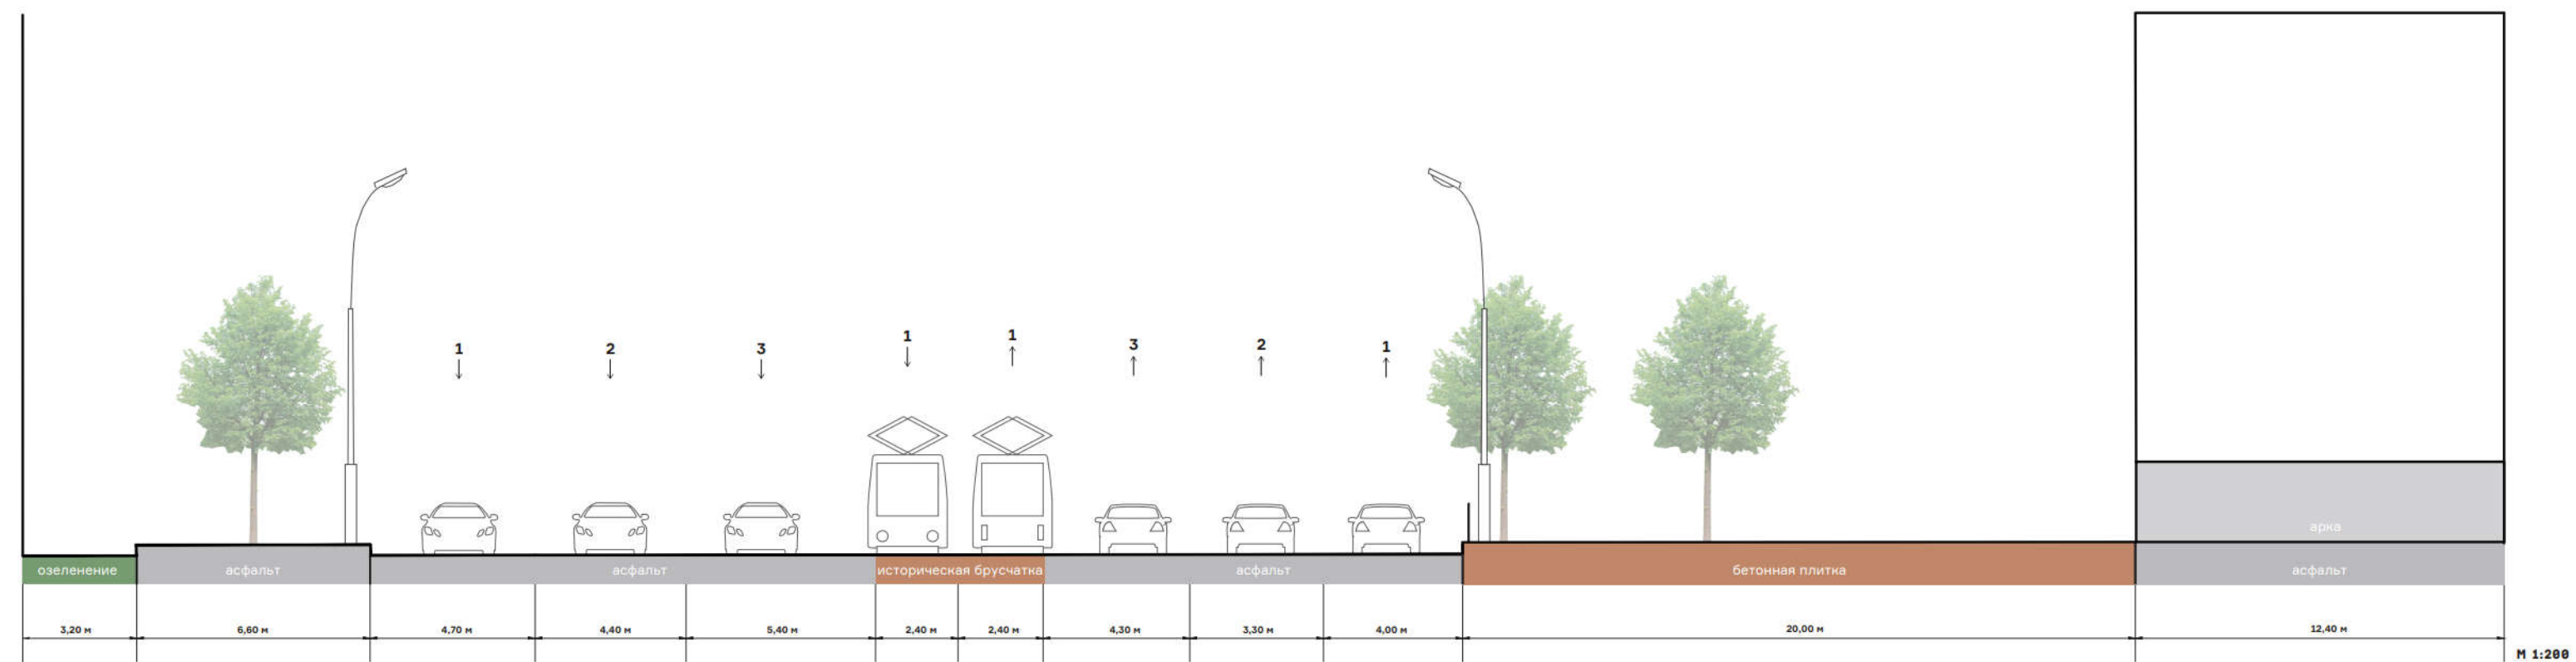 1
2
3
1
1
3
2
1
арка
озеленение
асфальт
асфальт
историческая брусчатка
асфальт
бетонная плитка
асфальт
3,20 м
6,60 м
4,70 м
4,40 м
5,40 м
2,40 м
2,40 м
4,30 м
3,30 м
4,00 м
20,00 м
12,40 м
М 1:200